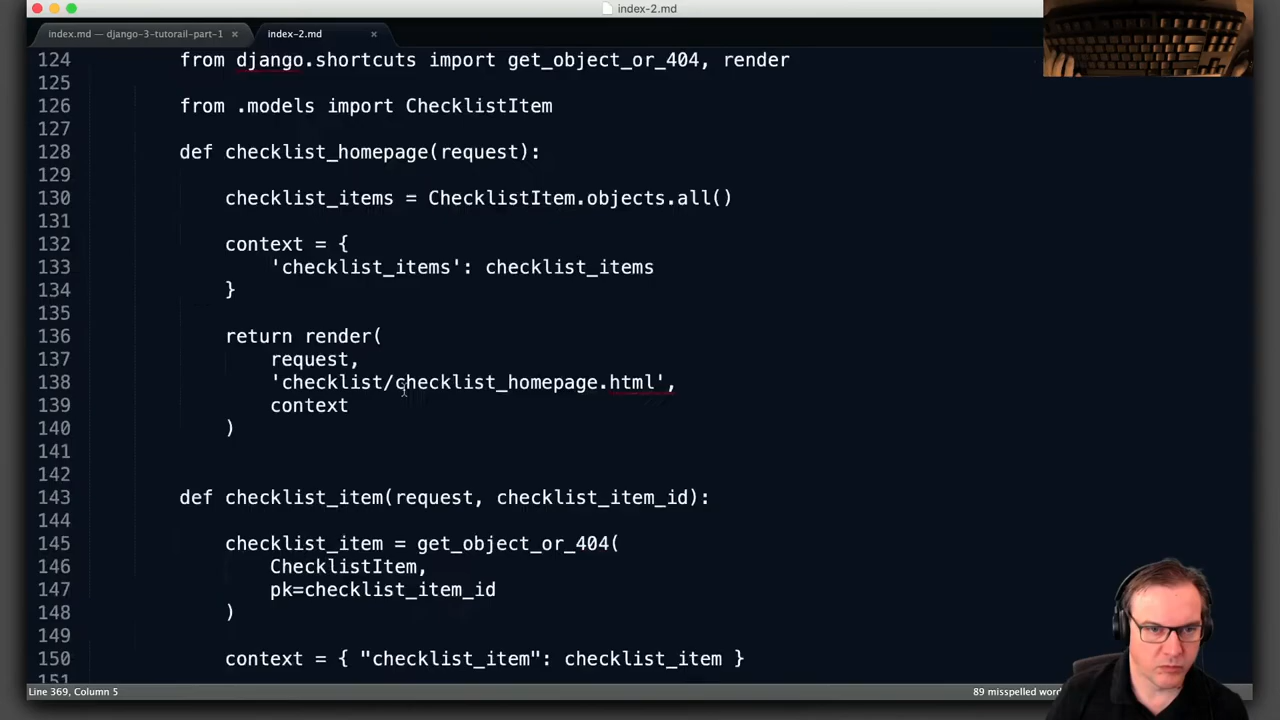 index-2.md
index.md — django-3-tutorail-part-1 ×
index-2.md ×
124 from django.shortcuts import get_object_or_404, render
125
126 from .models import ChecklistItem
127
128 def checklist_homepage(request):
129
130 checklist_items = ChecklistItem.objects.all()
131
132 context = {
133 'checklist_items': checklist_items
134 }
135
136 return render(
137 request,
138 'checklist/checklist_homepage.html',
139 context
140 )
141
142
143 def checklist_item(request, checklist_item_id):
144
145 checklist_item = get_object_or_404(
146 ChecklistItem,
147 pk=checklist_item_id
148 )
149
150 context = { "checklist_item": checklist_item }
Line 369, Column 5
89 misspelled